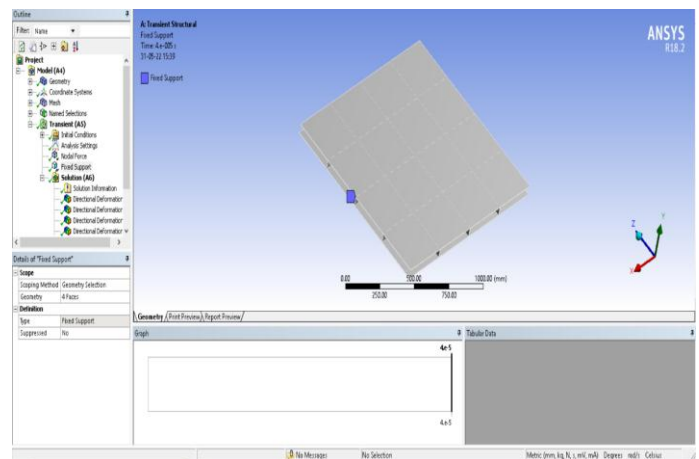 Outline
Filter: Name
Project
Model (A4)
Geometry
Coordinate Systems
Mesh
Named Selections
Transient (A5)
Initial Conditions
Analysis Settings
Nodal Force
Fixed Support
Solution (A6)
Solution Information
Directional Deformation
Directional Deformation
Directional Deformation
Directional Deformation
Details of "Fixed Support"
Scope
Scoping Method Geometry Selection
Geometry 4 Faces
Definition
Type Fixed Support
Suppressed No
A: Transient Structural
Fixed Support
Time: 4.e-005 s
31-05-22 15:39
Fixed Support
ANSYS
R18.2
Z
Y
X
0.00 500.00 1000.00 (mm)
250.00 750.00
Geometry Print Preview Report Preview
Graph
4.e-5
4.e-5
Tabular Data
No Messages No Selection Metric (mm, kg, N, s, mV, mA) Degrees rad/s Celsius